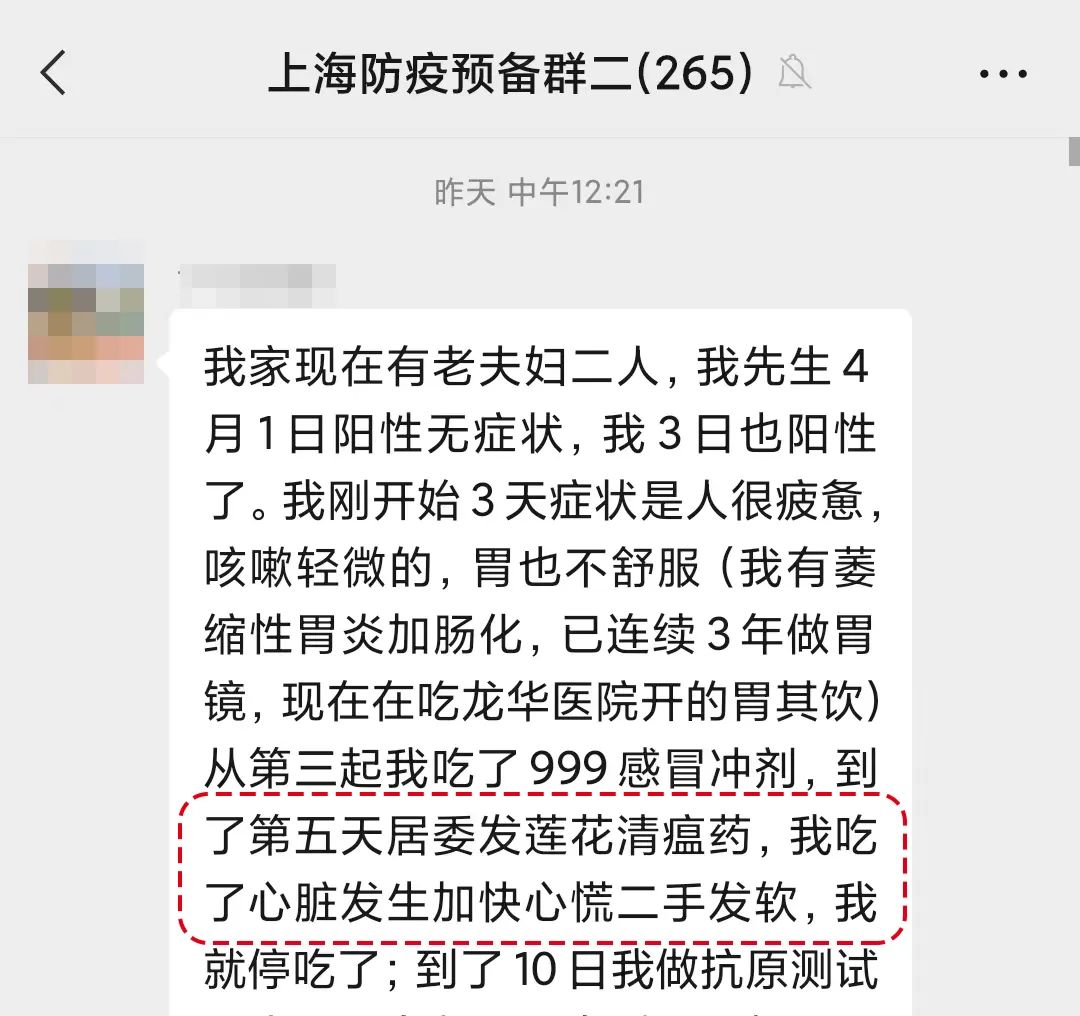 上海防疫预备群二(265)
昨天 中午12:21
我家现在有老夫妇二人，我先生4
月1日阳性无症状，我3日也阳性
了。我刚开始3天症状是人很疲惫，
咳嗽轻微的，胃也不舒服（我有萎
缩性胃炎加肠化，已连续3年做胃
镜，现在在吃龙华医院开的胃其饮）
从第三起我吃了999感冒冲剂，到
了第五天居委发莲花清瘟药，我吃
了心脏发生加快心慌二手发软，我
就停吃了；到了10日我做抗原测试